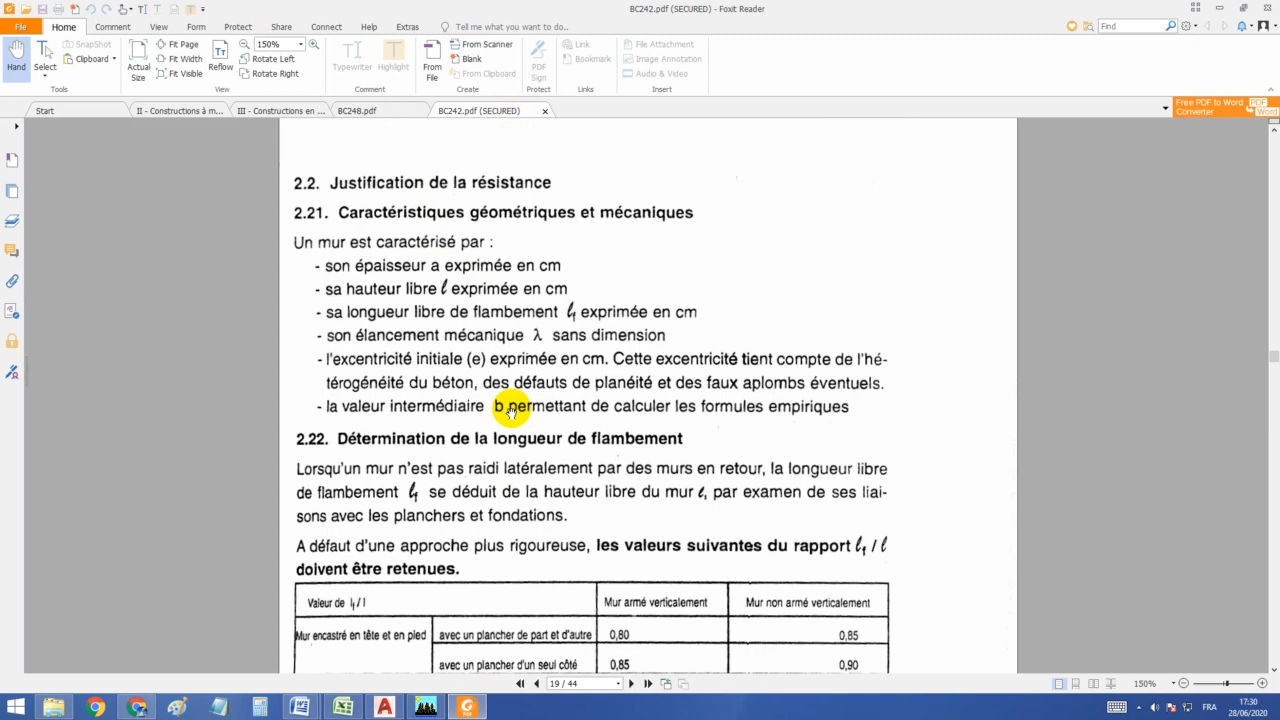 BC242.pdf (SECURED) - Foxit Reader
File Home Comment View Form Protect Share Connect Help Extras Tell me what you want to do.. Find
Hand
Select
SnapShot
Clipboard
Tools
Actual Size
Fit Page
Fit Width
Fit Visible
Reflow
150%
Rotate Left
Rotate Right
View
Typewriter Highlight
Comment
From File
From Scanner
Blank
From Clipboard
Create
PDF Sign
Protect
Link
Bookmark
Links
File Attachment
Image Annotation
Audio & Video
Insert
Start II - Constructions à m... III - Constructions en ... BC248.pdf BC242.pdf (SECURED)
Free PDF to Word Converter
PDF
Word
2.2. Justification de la résistance
2.21. Caractéristiques géométriques et mécaniques
Un mur est caractérisé par :
- son épaisseur a exprimée en cm
- sa hauteur libre l exprimée en cm
- sa longueur libre de flambement lf exprimée en cm
- son élancement mécanique λ sans dimension
- l'excentricité initiale (e) exprimée en cm. Cette excentricité tient compte de l'hé-
térogénéité du béton, des défauts de planéité et des faux aplombs éventuels.
- la valeur intermédiaire b permettant de calculer les formules empiriques
2.22. Détermination de la longueur de flambement
Lorsqu'un mur n'est pas raidi latéralement par des murs en retour, la longueur libre
de flambement lf se déduit de la hauteur libre du mur l, par examen de ses liai-
sons avec les planchers et fondations.
A défaut d'une approche plus rigoureuse, les valeurs suivantes du rapport lf / l
doivent être retenues.
Valeur de lf / l Mur armé verticalement Mur non armé verticalement
Mur encastré en tête et en pied avec un plancher de part et d'autre 0,80 0,85
avec un plancher d'un seul côté 0,85 0,90
19 / 44
150%
FRA
17:30
28/06/2020